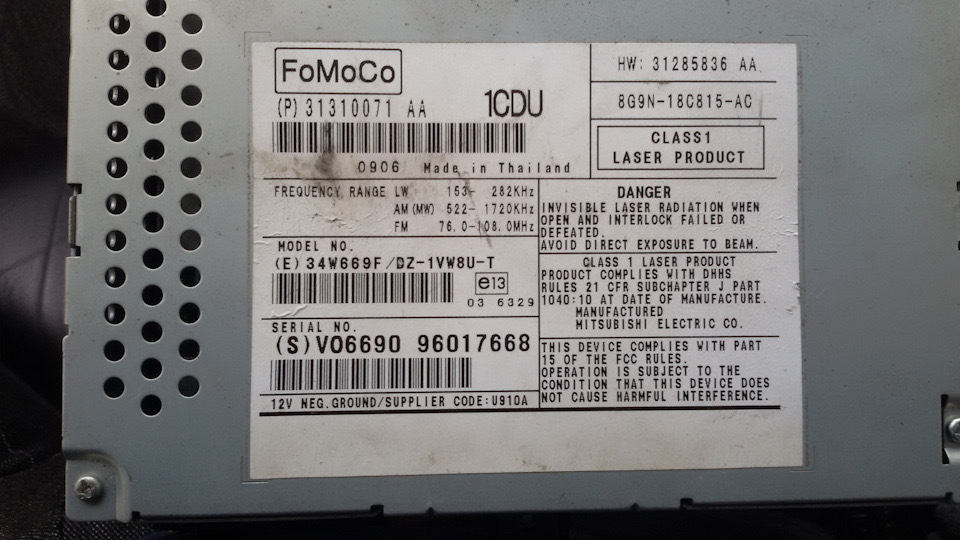 FoMoCo
(P) 31310071 AA 1CDU
0906 Made in Thailand
HW: 31285836 AA
8G9N-18C815-AC
CLASS1
LASER PRODUCT
FREQUENCY RANGE LW 153- 282KHz
AM(MW) 522- 1720KHz
FM 76.0-108.0MHz
MODEL NO.
(E) 34W669F/DZ-1VW8U-T
e13
03 6329
SERIAL NO.
(S)V06690 96017668
12V NEG.GROUND/SUPPLIER CODE:U910A
DANGER
INVISIBLE LASER RADIATION WHEN
OPEN AND INTERLOCK FAILED OR
DEFEATED.
AVOID DIRECT EXPOSURE TO BEAM.
CLASS 1 LASER PRODUCT
PRODUCT COMPLIES WITH DHHS
RULES 21 CFR SUBCHAPTER J PART
1040:10 AT DATE OF MANUFACTURE.
MANUFACTURED
MITSUBISHI ELECTRIC CO.
THIS DEVICE COMPLIES WITH PART
15 OF THE FCC RULES.
OPERATION IS SUBJECT TO THE
CONDITION THAT THIS DEVICE DOES
NOT CAUSE HARMFUL INTERFERENCE.